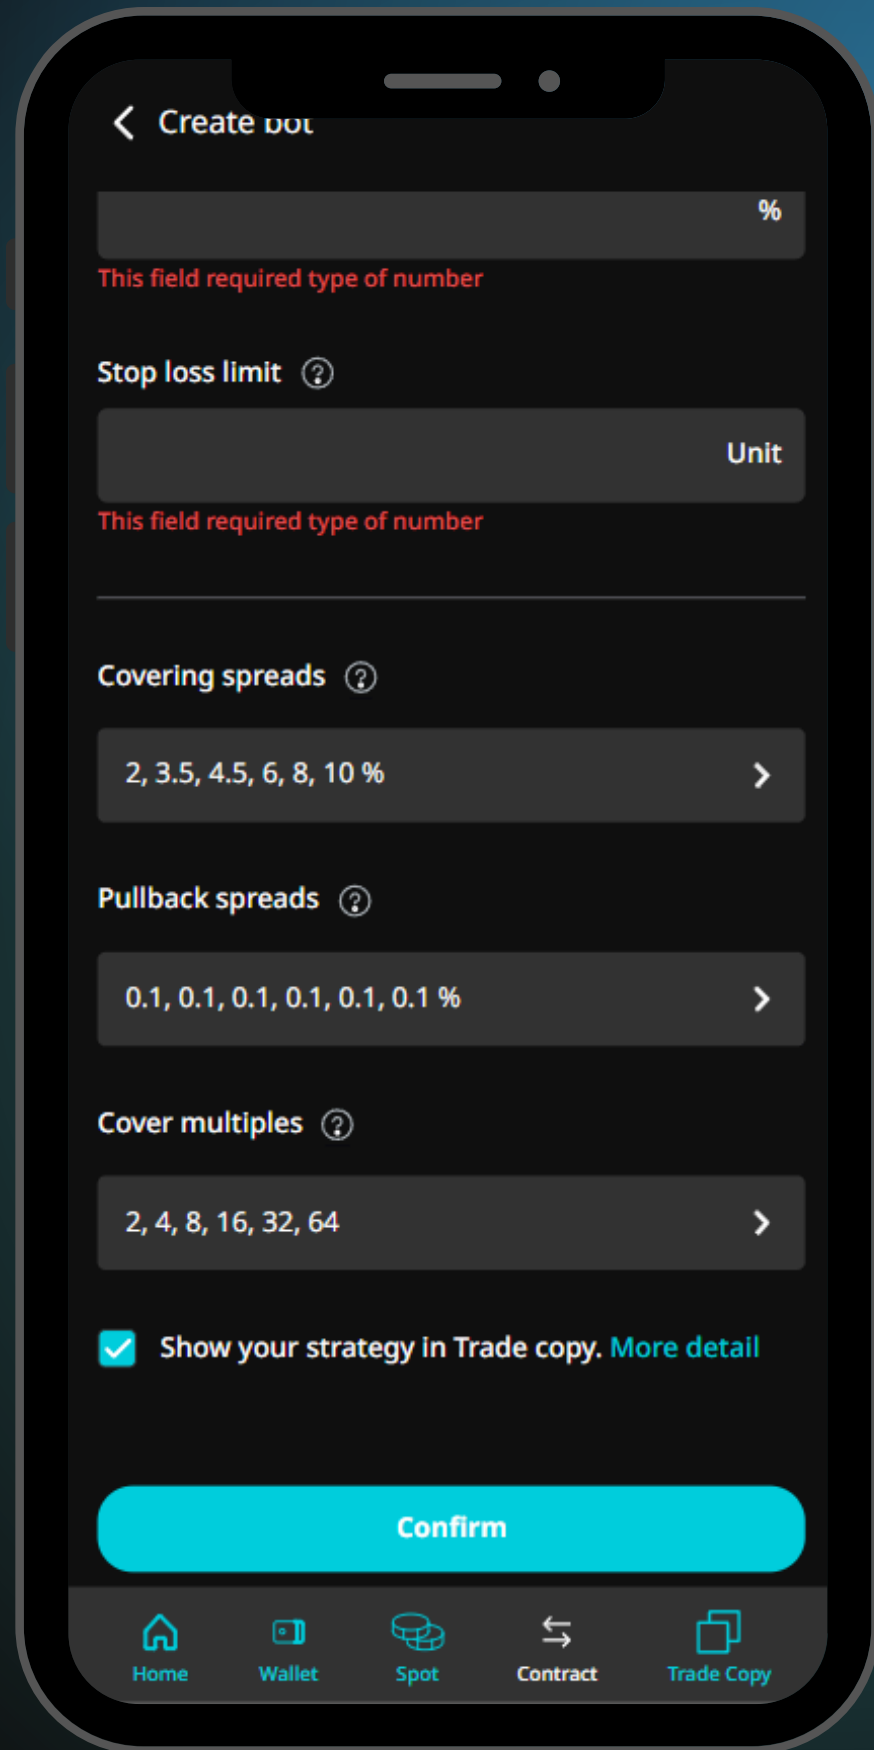 Create bot
%
This field required type of number
Stop loss limit ?
Unit
This field required type of number
Covering spreads ?
2, 3.5, 4.5, 6, 8, 10 %
Pullback spreads ?
0.1, 0.1, 0.1, 0.1, 0.1, 0.1 %
Cover multiples ?
2, 4, 8, 16, 32, 64
Show your strategy in Trade copy. More detail
Confirm
Home Wallet Spot Contract Trade Copy